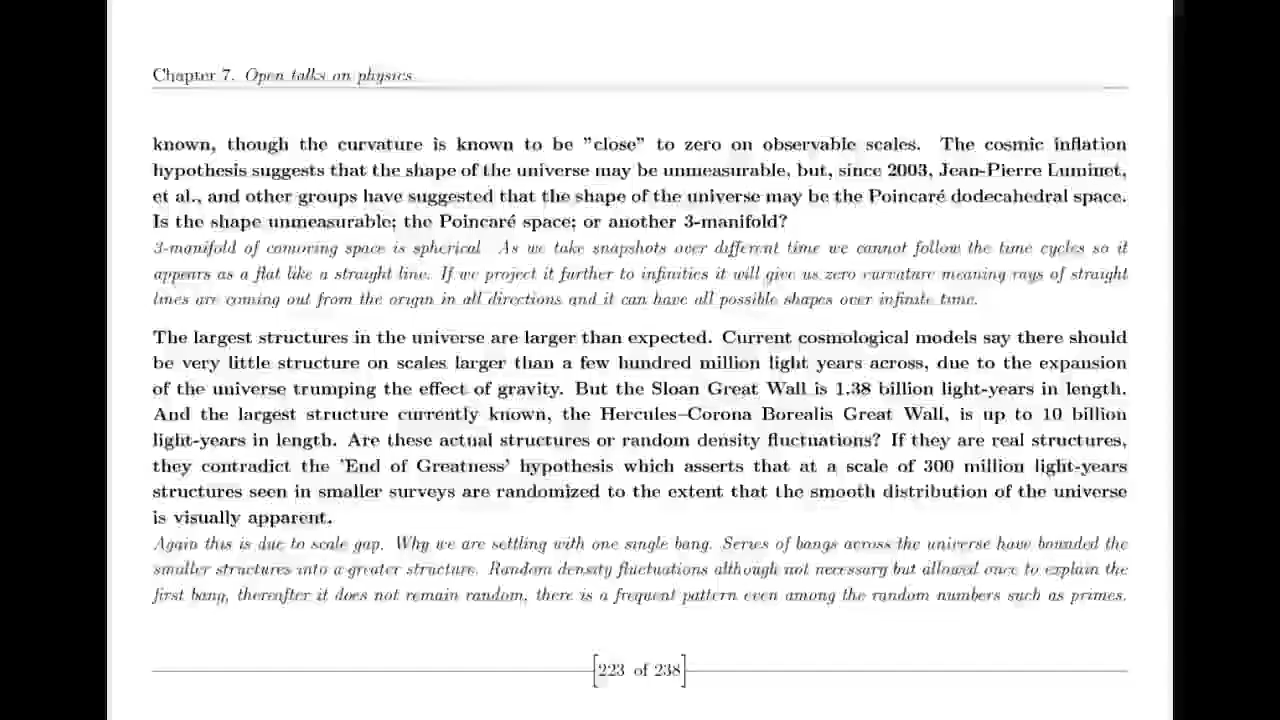 Chapter 7. Open talks on physics
known, though the curvature is known to be "close" to zero on observable scales. The cosmic inflation
hypothesis suggests that the shape of the universe may be unmeasurable, but, since 2003, Jean-Pierre Luminet,
et al., and other groups have suggested that the shape of the universe may be the Poincaré dodecahedral space.
Is the shape unmeasurable; the Poincaré space; or another 3-manifold?
3-manifold of comoving space is spherical. As we take snapshots over different time we cannot follow the time cycles so it
appears as a flat like a straight line. If we project it further to infinities it will give us zero curvature meaning rays of straight
lines are coming out from the origin in all directions and it can have all possible shapes over infinite time.
The largest structures in the universe are larger than expected. Current cosmological models say there should
be very little structure on scales larger than a few hundred million light years across, due to the expansion
of the universe trumping the effect of gravity. But the Sloan Great Wall is 1.38 billion light-years in length.
And the largest structure currently known, the Hercules–Corona Borealis Great Wall, is up to 10 billion
light-years in length. Are these actual structures or random density fluctuations? If they are real structures,
they contradict the 'End of Greatness' hypothesis which asserts that at a scale of 300 million light-years
structures seen in smaller surveys are randomized to the extent that the smooth distribution of the universe
is visually apparent.
Again this is due to scale gap. Why we are settling with one single bang. Series of bangs across the universe have bounded the
smaller structures into a greater structure. Random density fluctuations although not necessary but allowed once to explain the
first bang, thereafter it does not remain random, there is a frequent pattern even among the random numbers such as primes.
223 of 238